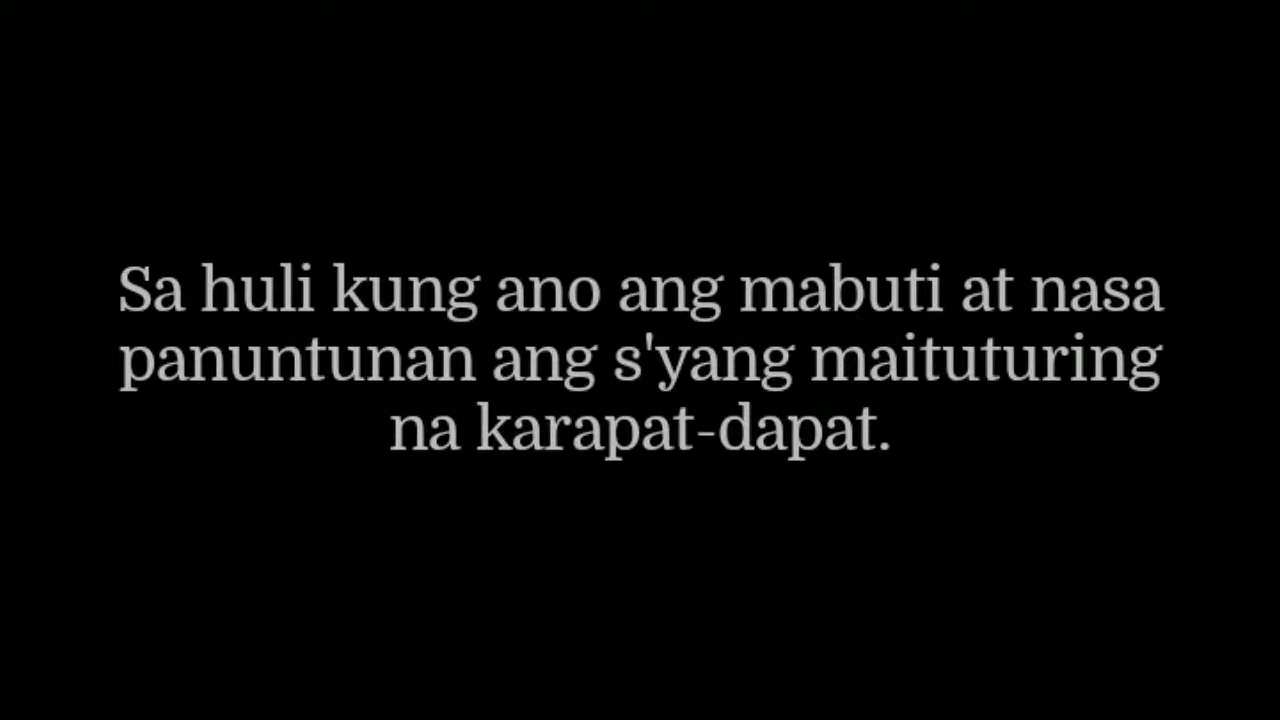 Sa huli kung ano ang mabuti at nasa
panuntunan ang s'yang maituturing
na karapat-dapat.